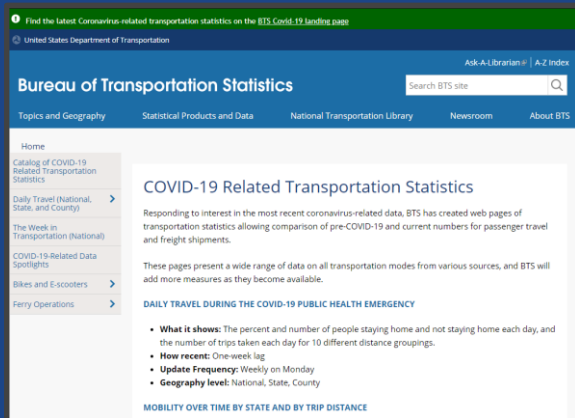 Find the latest Coronavirus-related transportation statistics on the BTS Covid-19 landing page
United States Department of Transportation
Ask-A-Librarian | A-Z Index
Bureau of Transportation Statistics
Search BTS site
Topics and Geography Statistical Products and Data National Transportation Library Newsroom About BTS
Home
Catalog of COVID-19
Related Transportation
Statistics
Daily Travel (National,
State, and County)
The Week in
Transportation (National)
COVID-19-Related Data
Spotlights
Bikes and E-scooters
Ferry Operations
COVID-19 Related Transportation Statistics
Responding to interest in the most recent coronavirus-related data, BTS has created web pages of
transportation statistics allowing comparison of pre-COVID-19 and current numbers for passenger travel
and freight shipments.
These pages present a wide range of data on all transportation modes from various sources, and BTS will
add more measures as they become available.
DAILY TRAVEL DURING THE COVID-19 PUBLIC HEALTH EMERGENCY
• What it shows: The percent and number of people staying home and not staying home each day, and
the number of trips taken each day for 10 different distance groupings.
• How recent: One-week lag
• Update Frequency: Weekly on Monday
• Geography level: National, State, County
MOBILITY OVER TIME BY STATE AND BY TRIP DISTANCE